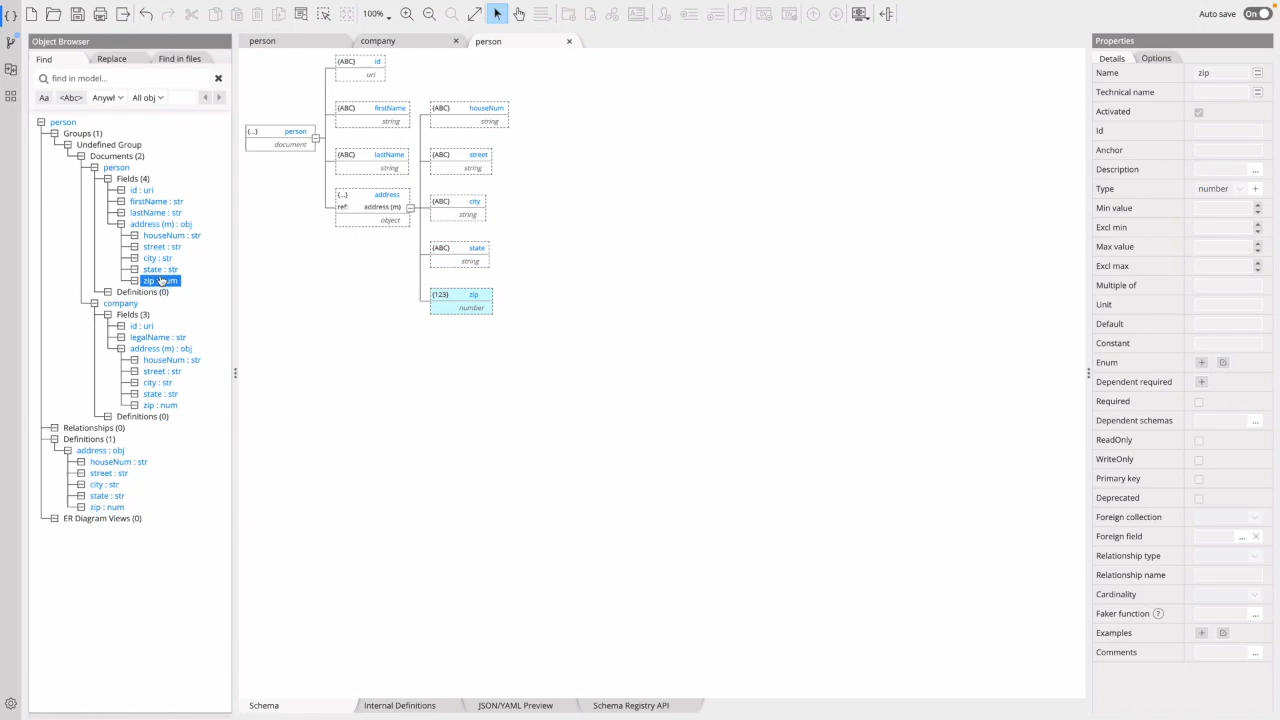 100%
Auto save
On
Object Browser
Find
Replace
Find in files
find in model...
Aa
<Abc>
Anywl
All obj
person
Groups (1)
Undefined Group
Documents (2)
person
Fields (4)
id : uri
firstName : str
lastName : str
address (m) : obj
houseNum : str
street : str
city : str
state : str
zip : num
Definitions (0)
company
Fields (3)
id : uri
legalName : str
address (m) : obj
houseNum : str
street : str
city : str
state : str
zip : num
Definitions (0)
Relationships (0)
Definitions (1)
address : obj
houseNum : str
street : str
city : str
state : str
zip : num
ER Diagram Views (0)
person
company
person
{...} person
document
{ABC} id
uri
{ABC} firstName
string
{ABC} lastName
string
{...} address
ref: address (m)
object
{ABC} houseNum
string
{ABC} street
string
{ABC} city
string
{ABC} state
string
{123} zip
number
Schema
Internal Definitions
JSON/YAML Preview
Schema Registry API
Properties
Details
Options
Name zip
Technical name
Activated
Id
Anchor
Description ...
Type number +
Min value
Excl min
Max value
Excl max
Multiple of
Unit
Default
Constant
Enum
Dependent required
Required
Dependent schemas ...
ReadOnly
WriteOnly
Primary key
Deprecated
Foreign collection
Foreign field ...
Relationship type
Relationship name
Cardinality
Faker function ? ...
Examples
Comments ...